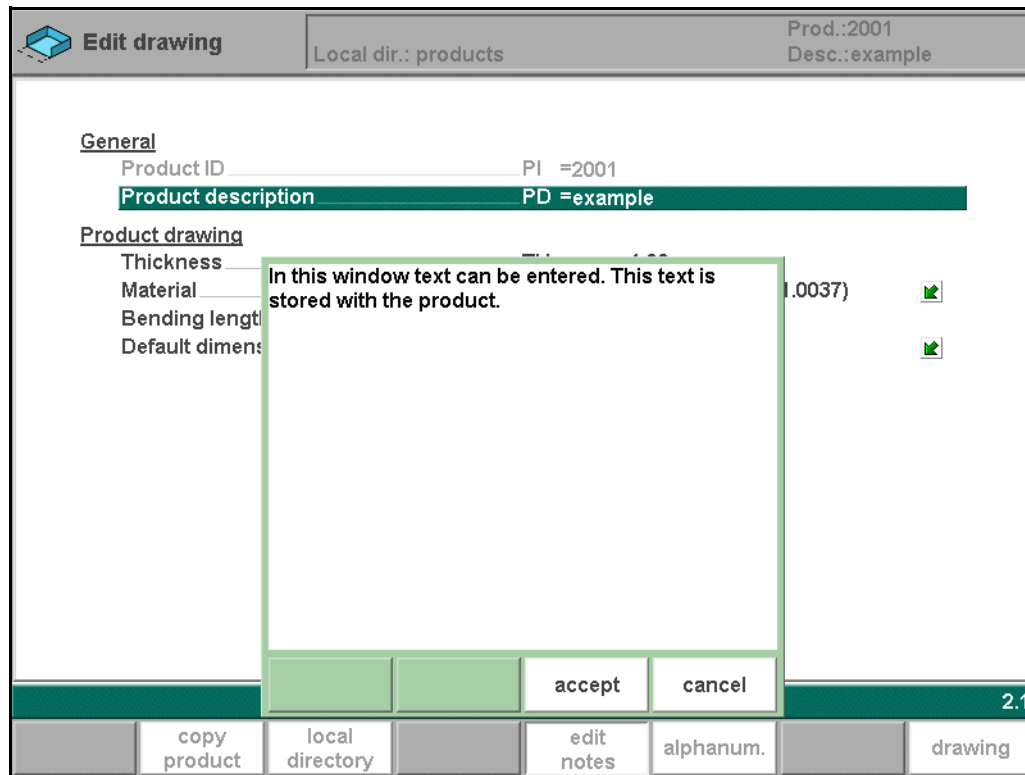 Edit drawing
Local dir.: products
Prod.:2001
Desc.:example
General
Product ID PI =2001
Product description PD =example
Product drawing
Thickness
Material 1.0037)
Bending lengt
Default dimens
In this window text can be entered. This text is
stored with the product.
accept cancel
2.1
copy
product
local
directory
edit
notes
alphanum.
drawing